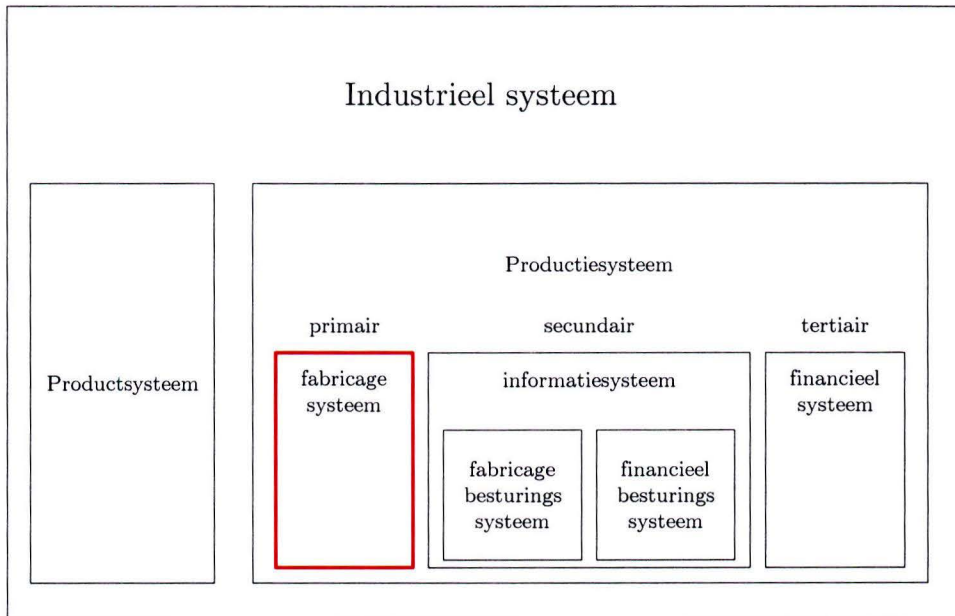 Industrieel systeem
Productsysteem
Productiesysteem
primair
secundair
tertiair
fabricage
systeem
informatiesysteem
fabricage
besturings
systeem
financieel
besturings
systeem
financieel
systeem